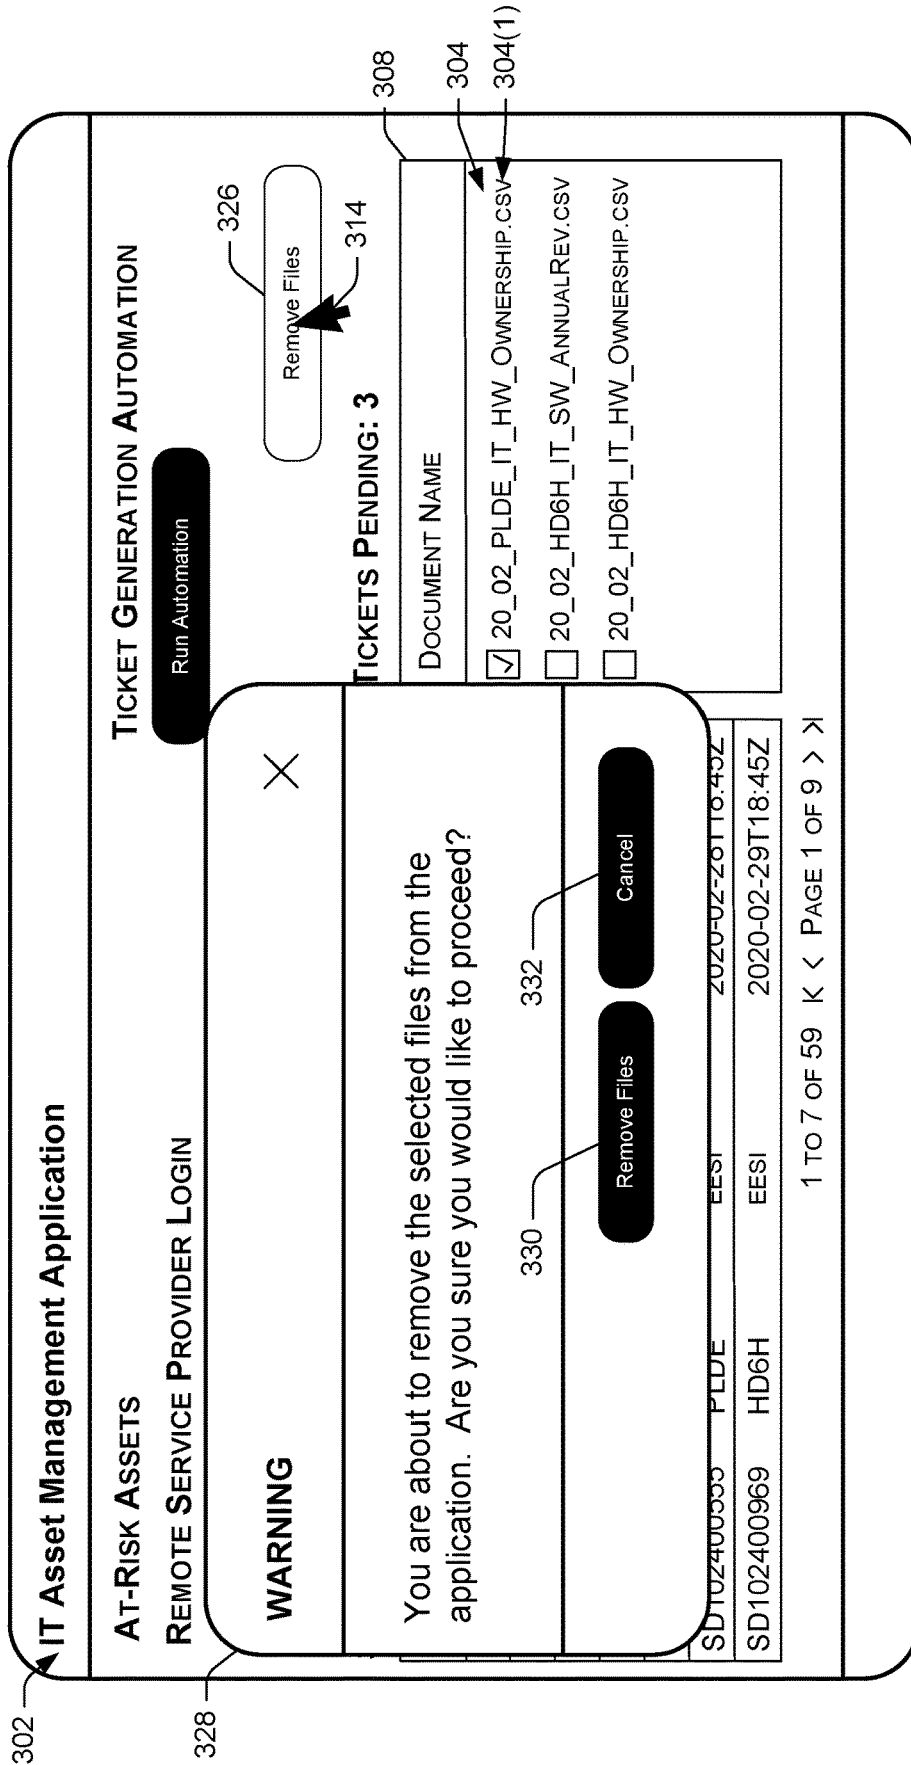 302
IT Asset Management Application
AT-RISK ASSETS
REMOTE SERVICE PROVIDER LOGIN
TICKET GENERATION AUTOMATION
Run Automation
326
Remove Files
314
TICKETS PENDING: 3
308
304
304(1)
DOCUMENT NAME
20_02_PLDE_IT_HW_OWNERSHIP.CSV
20_02_HD6H_IT_SW_ANNUALREV.CSV
20_02_HD6H_IT_HW_OWNERSHIP.CSV
328
WARNING
You are about to remove the selected files from the
application. Are you sure you would like to proceed?
330
332
Remove Files
Cancel
PLDE EESI
SD102400969 HD6H EESI 2020-02-29T18:45Z
1 TO 7 OF 59 K < PAGE 1 OF 9 > >|